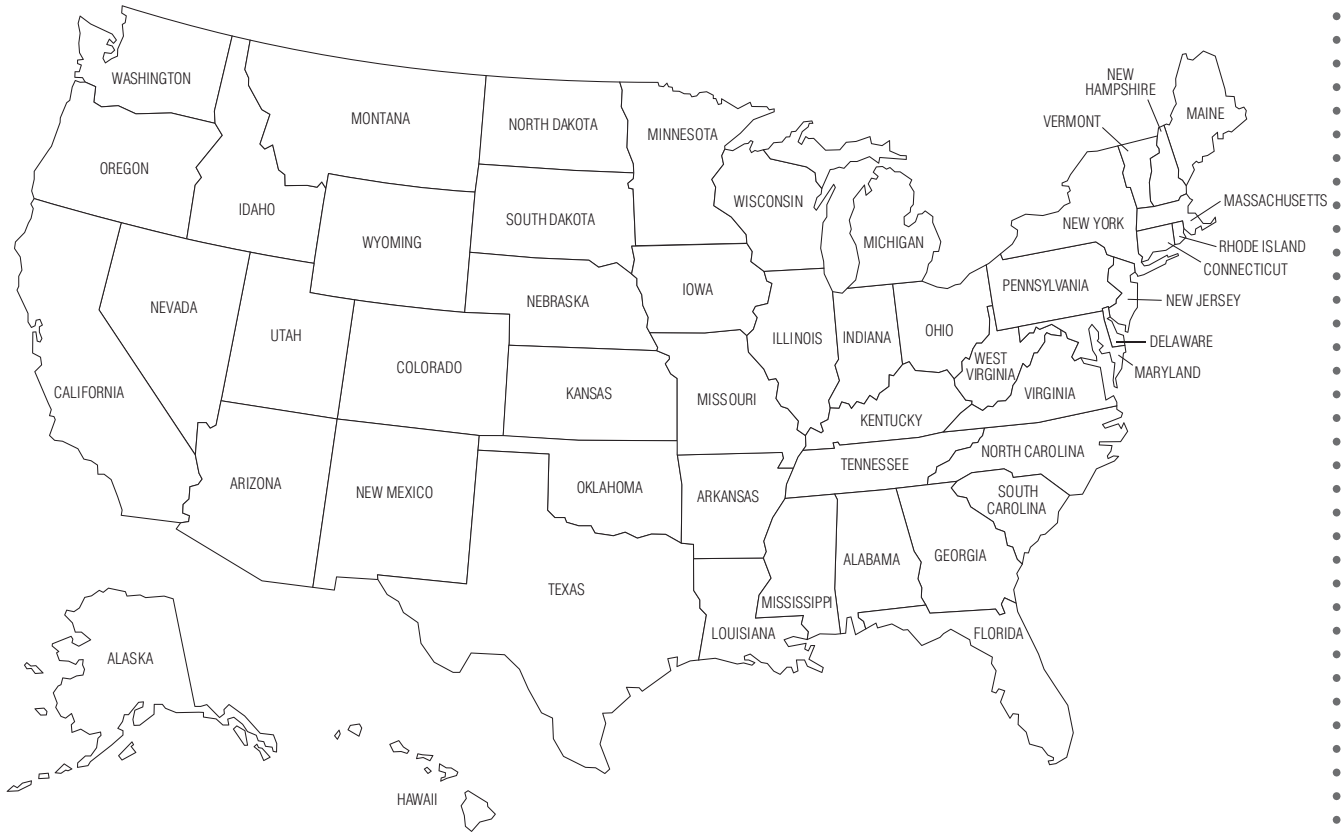 WASHINGTON
MONTANA
NORTH DAKOTA
MINNESOTA
NEW
HAMPSHIRE
VERMONT
MAINE
OREGON
IDAHO
WYOMING
SOUTH DAKOTA
WISCONSIN
MICHIGAN
NEW YORK
MASSACHUSETTS
RHODE ISLAND
CONNECTICUT
NEVADA
UTAH
COLORADO
NEBRASKA
IOWA
ILLINOIS
INDIANA
OHIO
PENNSYLVANIA
NEW JERSEY
DELAWARE
MARYLAND
CALIFORNIA
KANSAS
MISSOURI
KENTUCKY
WEST
VIRGINIA
VIRGINIA
ARIZONA
NEW MEXICO
OKLAHOMA
ARKANSAS
TENNESSEE
NORTH CAROLINA
SOUTH
CAROLINA
TEXAS
LOUISIANA
MISSISSIPPI
ALABAMA
GEORGIA
FLORIDA
ALASKA
HAWAII